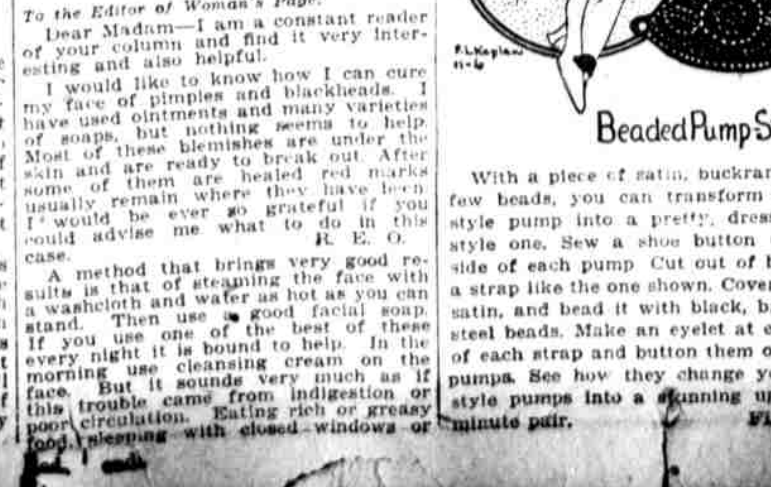 To the Editor of Woman's Page.
Dear Madam—I am a constant reader
of your column and find it very inter-
esting and also helpful.
I would like to know how I can cure
my face of pimples and blackheads. I
have used ointments and many varieties
of soaps, but nothing seems to help.
Most of these blemishes are under the
skin and are ready to break out. After
some of them are healed red marks
usually remain where they have been.
I would be ever so grateful if you
could advise me what to do in this
case. R. E. O.
A method that brings very good re-
sults is that of steaming the face with
a washcloth and water as hot as you can
stand. Then use a good facial soap.
If you use one of the best of these
every night it is bound to help. In the
morning use cleansing cream on the
face. But it sounds very much as if
this trouble came from indigestion or
poor circulation. Eating rich or greasy
food, sleeping with closed windows or
F.L. Kaplan
11-6
Beaded Pump S
With a piece of satin, buckra
few beads, you can transform
style pump into a pretty, dres
style one. Sew a shoe button
side of each pump Cut out of b
a strap like the one shown. Cove
satin, and bead it with black, b
steel beads. Make an eyelet at e
of each strap and button them o
pumps. See how they change y
style pumps into a stunning up
minute pair. Fl